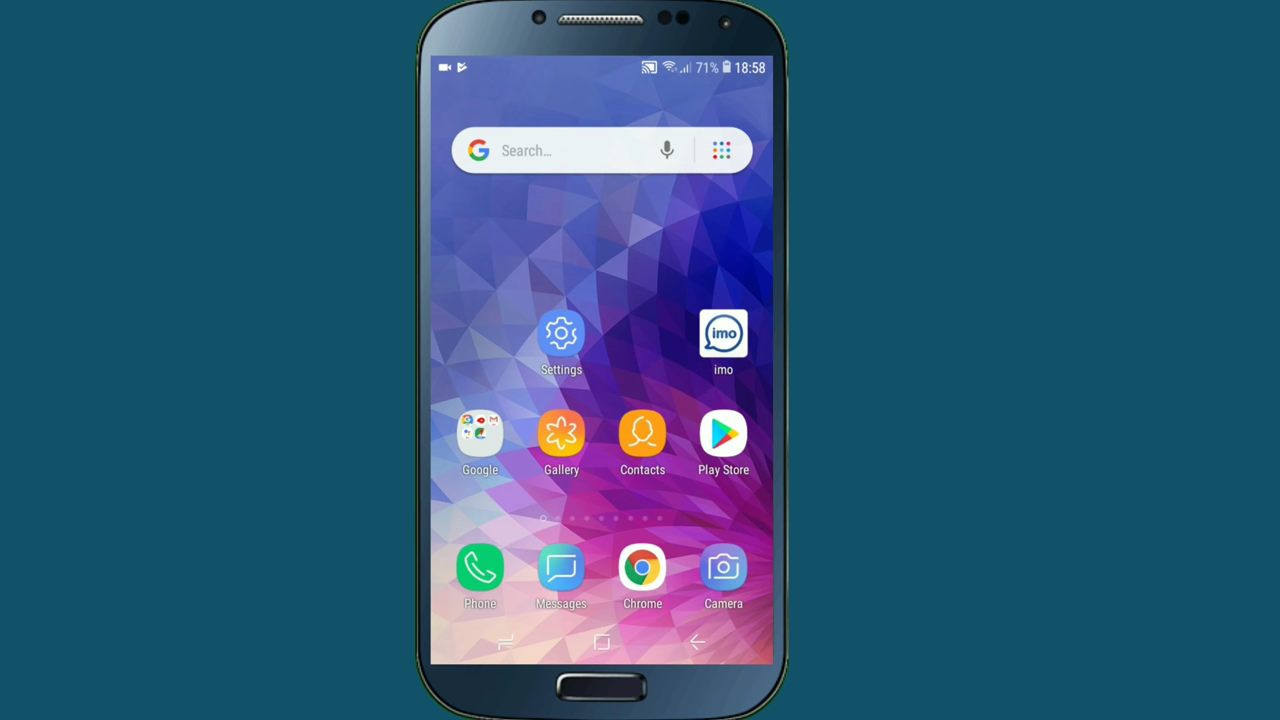 71% 18:58
Search...
imo
Settings
imo
Google
Gallery
Contacts
Play Store
Phone
Messages
Chrome
Camera